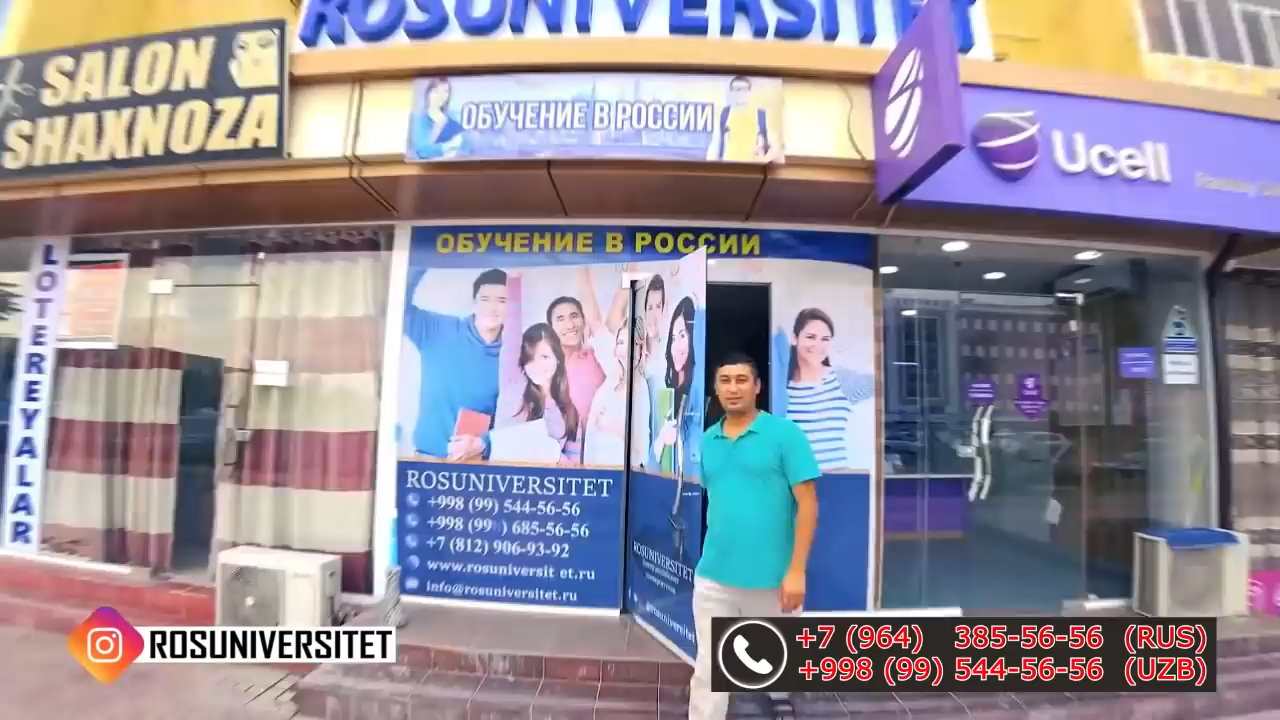 ROSUNIVERSITET
SALON
SHAXNOZA
ОБУЧЕНИЕ В РОССИИ
Ucell
LOTEREYALAR
ОБУЧЕНИЕ В РОССИИ
ROSUNIVERSITET
+998 (99) 544-56-56
+998 (99 ) 685-56-56
+7 (812) 906-93-92
www.rosuniversit et.ru
info@rosuniversitet.ru
ROSUNIVERSITET
ROSUNIVERSITET
+7 (964) 385-56-56 (RUS)
+998 (99) 544-56-56 (UZB)